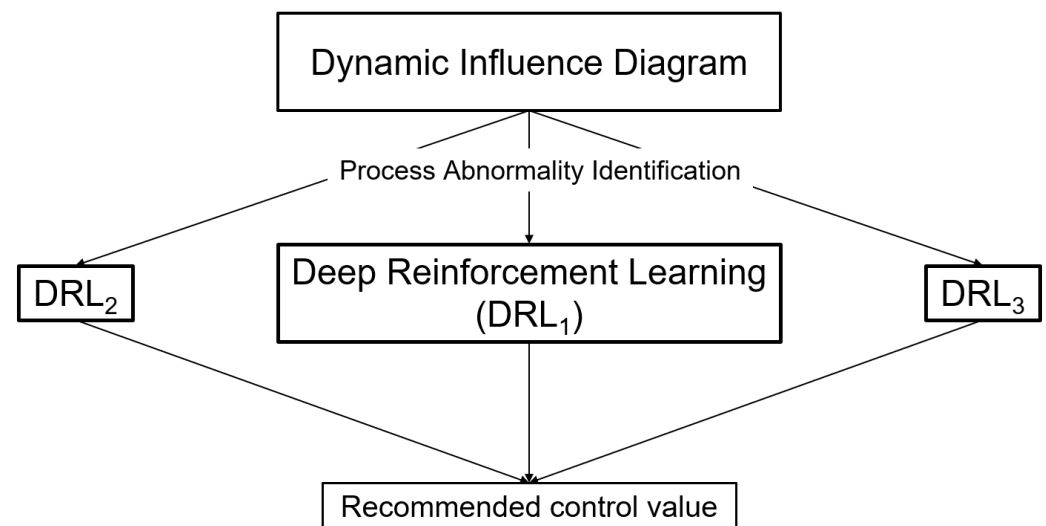 Dynamic Influence Diagram
Process Abnormality Identification
DRL₂
Deep Reinforcement Learning
(DRL₁)
DRL₃
Recommended control value